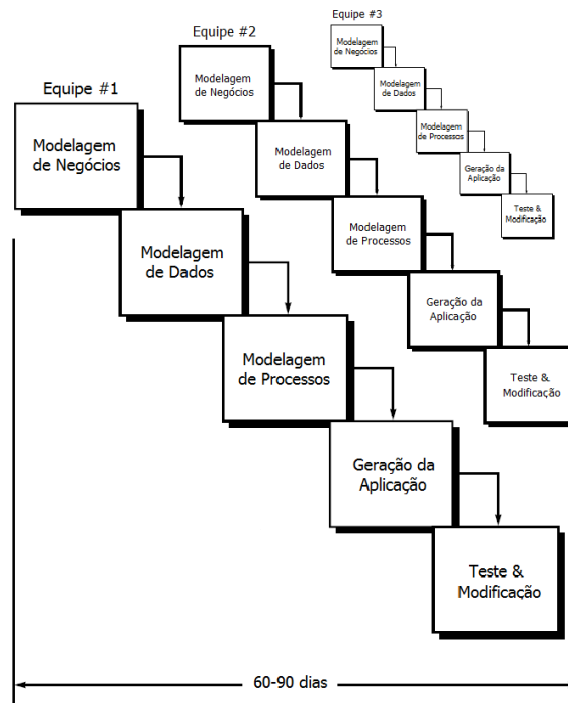 Equipe #1
Modelagem
de Negócios
Modelagem
de Dados
Modelagem
de Processos
Geração da
Aplicação
Teste &
Modificação
Equipe #2
Modelagem
de Negócios
Modelagem
de Dados
Modelagem
de Processos
Geração da
Aplicação
Teste &
Modificação
Equipe #3
Modelagem
de Negócios
Modelagem
de Dados
Modelagem
de Processos
Geração da
Aplicação
Teste &
Modificação
60-90 dias